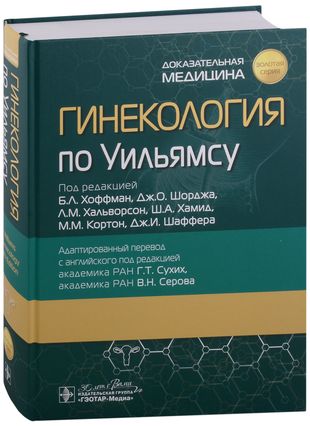 ДОКАЗАТЕЛЬНАЯ
МЕДИЦИНА
золотая
серия
ГИНЕКОЛОГИЯ
по Уильямсу
Под редакцией
Б.Л. Хоффман, Дж.О. Шорджа,
Л.М. Хальворсон, Ш.А. Хамид,
М.М. Кортон, Дж.И. Шаффера
Адаптированный перевод
с английского под редакцией
академика РАН Г.Т. Сухих,
академика РАН В.Н. Серова
ИЗДАТЕЛЬСКАЯ ГРУППА
«ГЭОТАР-Медиа»
ГИНЕКОЛОГИЯ
ПО УИЛЬЯМСУ